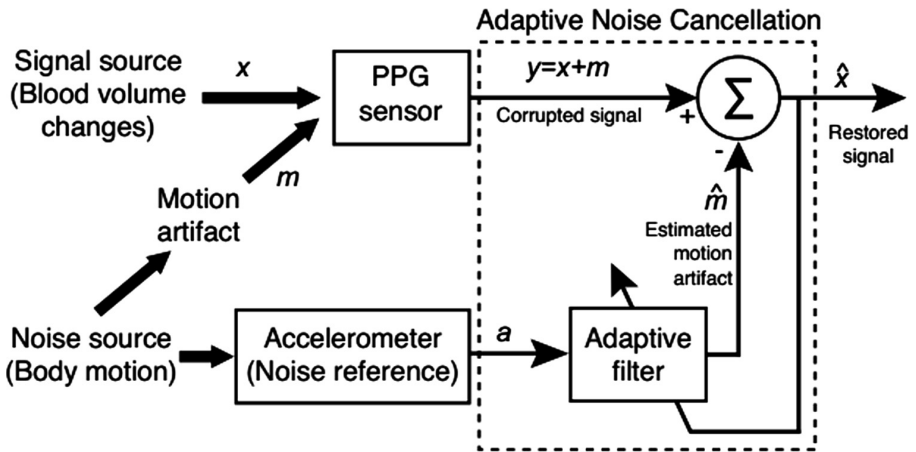 Adaptive Noise Cancellation
Signal source
(Blood volume
changes)
x
PPG
sensor
y=x+m
Corrupted signal
+
Σ
x̂
Restored
signal
-
m
Motion
artifact
m̂
Estimated
motion
artifact
Noise source
(Body motion)
Accelerometer
(Noise reference)
a
Adaptive
filter